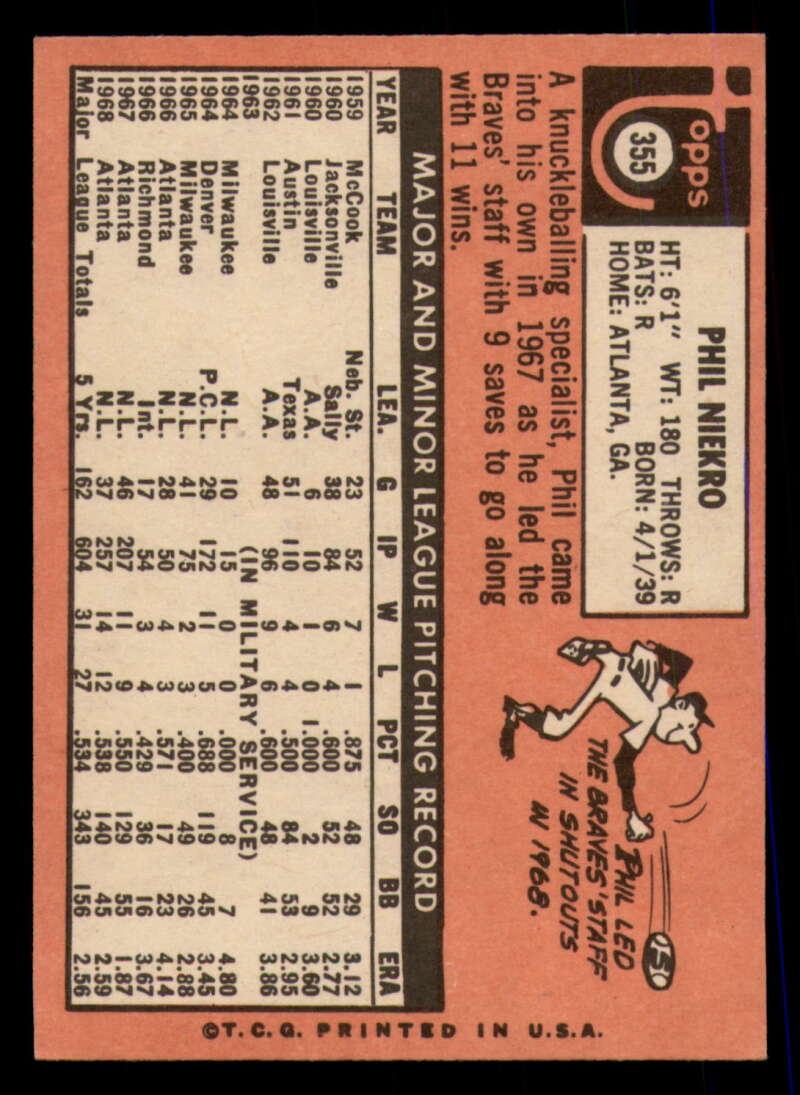 Topps
355
PHIL NIEKRO
HT: 6'1" WT: 180 THROWS: R
BATS: R BORN: 4/1/39
HOME: ATLANTA, GA.
A knuckleballing specialist, Phil came
into his own in 1967 as he led the
Braves' staff with 9 saves to go along
with 11 wins.
PHIL LED
THE BRAVES' STAFF
IN SHUTOUTS
IN 1968.
MAJOR AND MINOR LEAGUE PITCHING RECORD
YEAR TEAM LEA. G IP W L PCT SO BB ERA
1959 McCook Neb. St. 23 52 7 1 .875 48 29 3.12
1960 Jacksonville Sally 38 84 6 4 .600 52 52 2.77
1960 Louisville A.A. 6 10 1 0 1.000 2 9 3.60
1961 Austin Texas 51 110 4 4 .500 84 53 2.95
1962 Louisville A.A. 48 96 9 6 .600 48 41 3.86
1963 (IN MILITARY SERVICE)
1964 Milwaukee N.L. 10 15 0 0 .000 8 7 4.80
1964 Denver P.C.L. 29 172 11 5 .688 119 45 3.45
1965 Milwaukee N.L. 41 75 2 3 .400 49 26 2.88
1966 Atlanta N.L. 28 50 4 3 .571 17 23 4.14
1966 Richmond Int. 17 54 3 4 .429 36 16 3.67
1967 Atlanta N.L. 46 207 11 9 .550 129 55 1.87
1968 Atlanta N.L. 37 257 14 12 .538 140 45 2.59
Major League Totals 5 Yrs. 162 604 31 27 .534 343 156 2.56
©T.C.G. PRINTED IN U.S.A.